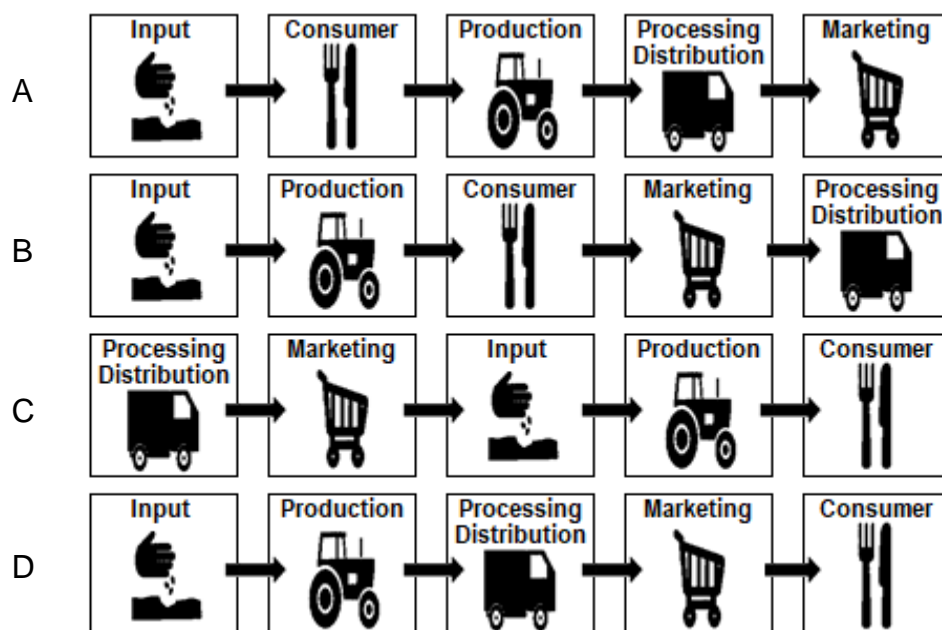 A
Input
Consumer
Production
Processing
Distribution
Marketing
B
Input
Production
Consumer
Marketing
Processing
Distribution
C
Processing
Distribution
Marketing
Input
Production
Consumer
D
Input
Production
Processing
Distribution
Marketing
Consumer